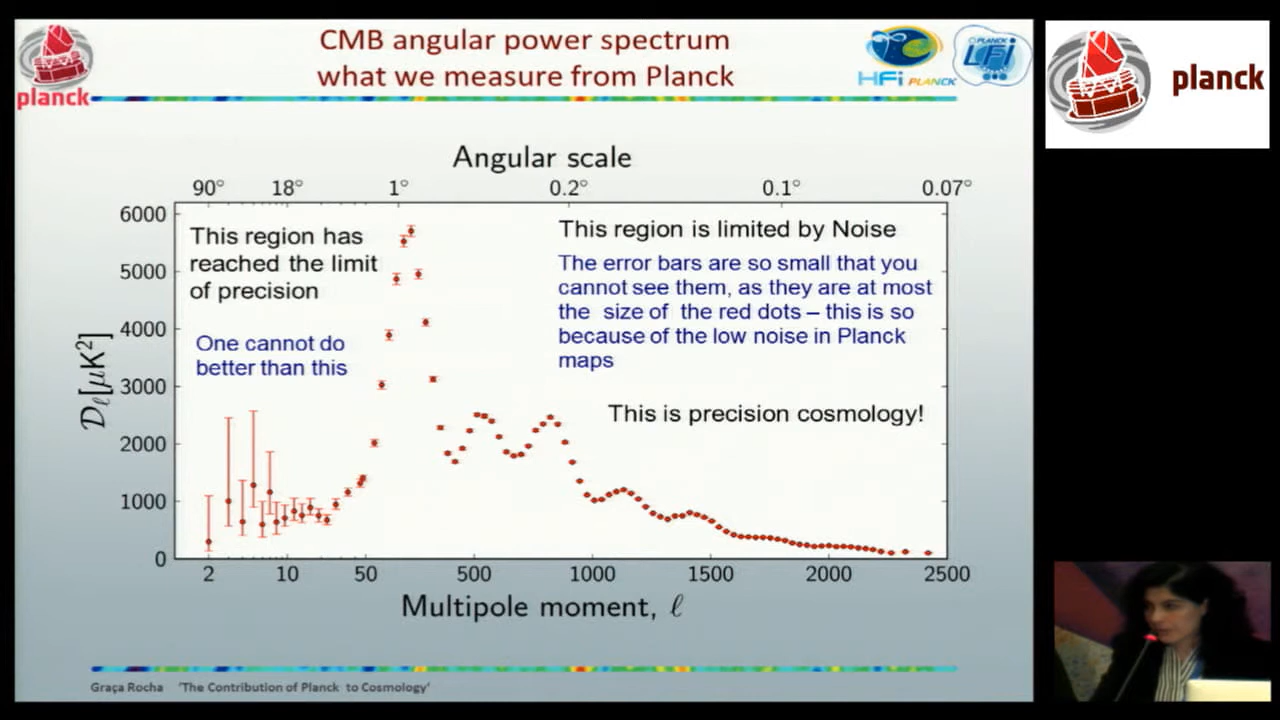 CMB angular power spectrum
what we measure from Planck
planck
HFi PLANCK
PLANCK
LFi
planck
Angular scale
90° 18° 1° 0.2° 0.1° 0.07°
6000
5000
4000
3000
2000
1000
0
𝒟ℓ[μK²]
This region has
reached the limit
of precision
One cannot do
better than this
This region is limited by Noise
The error bars are so small that you
cannot see them, as they are at most
the size of the red dots – this is so
because of the low noise in Planck
maps
This is precision cosmology!
2 10 50 500 1000 1500 2000 2500
Multipole moment, ℓ
Graça Rocha 'The Contribution of Planck to Cosmology'